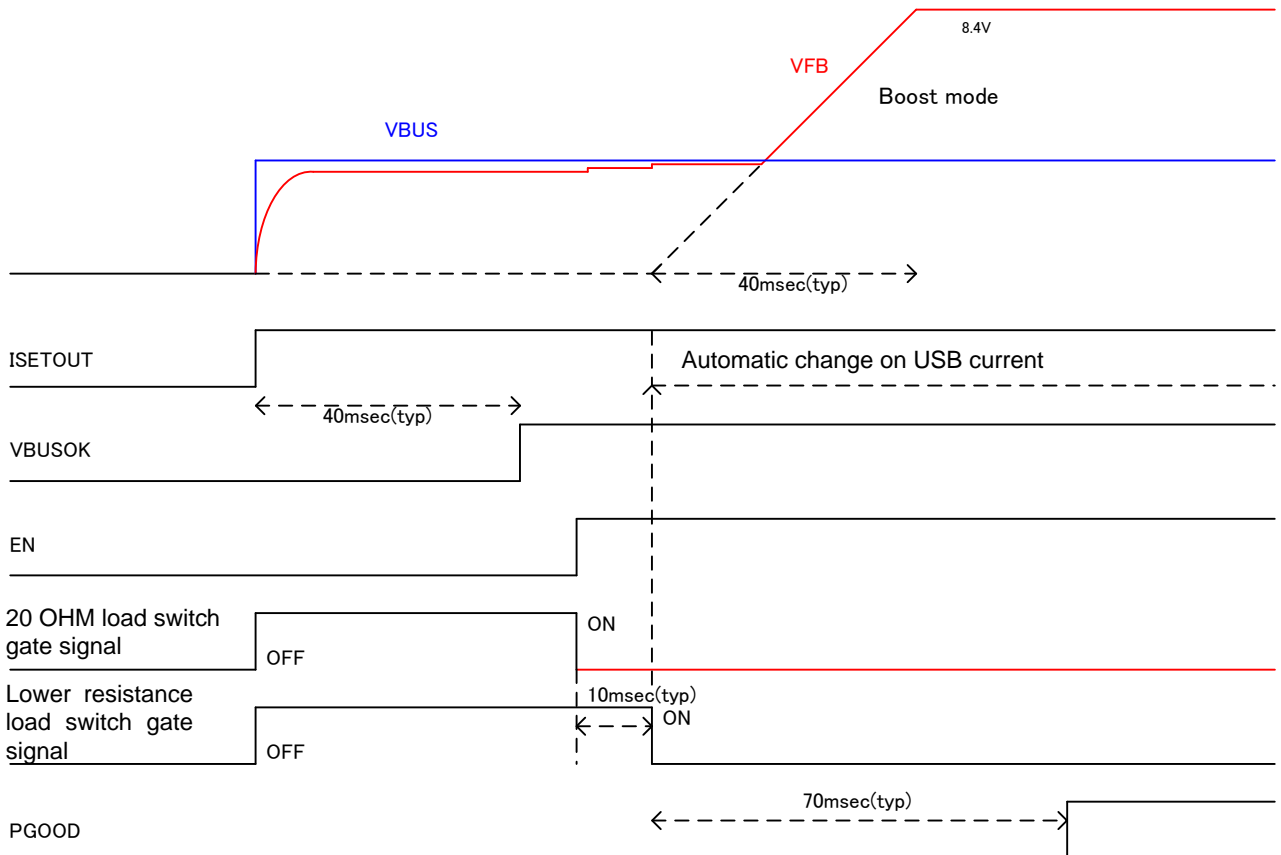 8.4V
VFB
Boost mode
VBUS
40msec(typ)
ISETOUT
Automatic change on USB current
40msec(typ)
VBUSOK
EN
20 OHM load switch
gate signal
ON
OFF
Lower resistance
load switch gate
signal
10msec(typ)
ON
OFF
70msec(typ)
PGOOD